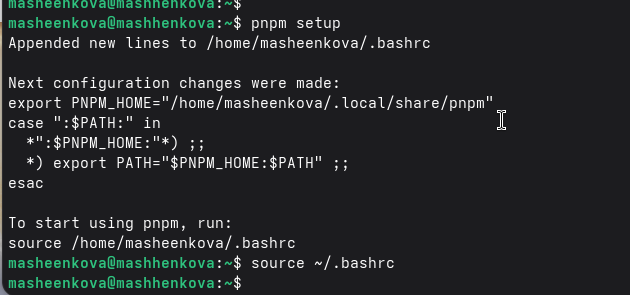 masheenkova@mashhenkova:~$
masheenkova@mashhenkova:~$ pnpm setup
Appended new lines to /home/masheenkova/.bashrc
Next configuration changes were made:
export PNPM_HOME="/home/masheenkova/.local/share/pnpm"
case ":$PATH:" in
  *":$PNPM_HOME:"*) ;;
  *) export PATH="$PNPM_HOME:$PATH" ;;
esac
To start using pnpm, run:
source /home/masheenkova/.bashrc
masheenkova@mashhenkova:~$ source ~/.bashrc
masheenkova@mashhenkova:~$